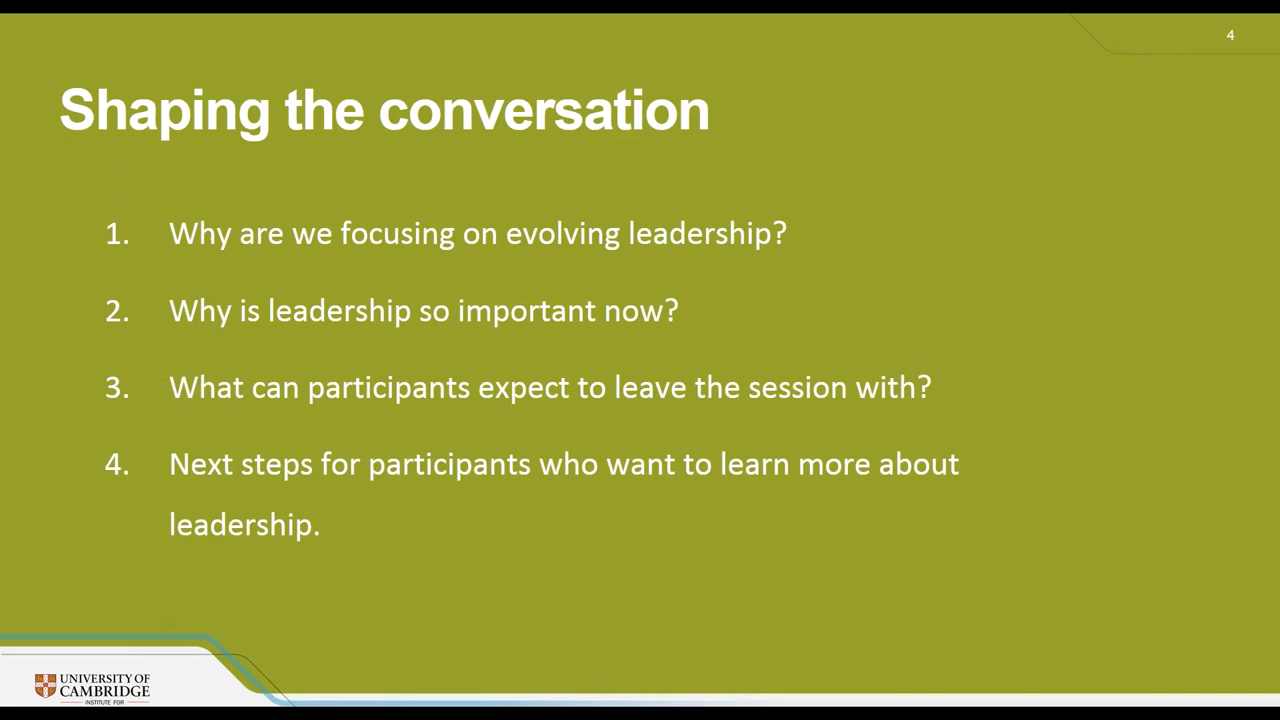 4
Shaping the conversation
1. Why are we focusing on evolving leadership?
2. Why is leadership so important now?
3. What can participants expect to leave the session with?
4. Next steps for participants who want to learn more about
leadership.
UNIVERSITY OF
CAMBRIDGE
INSTITUTE FOR